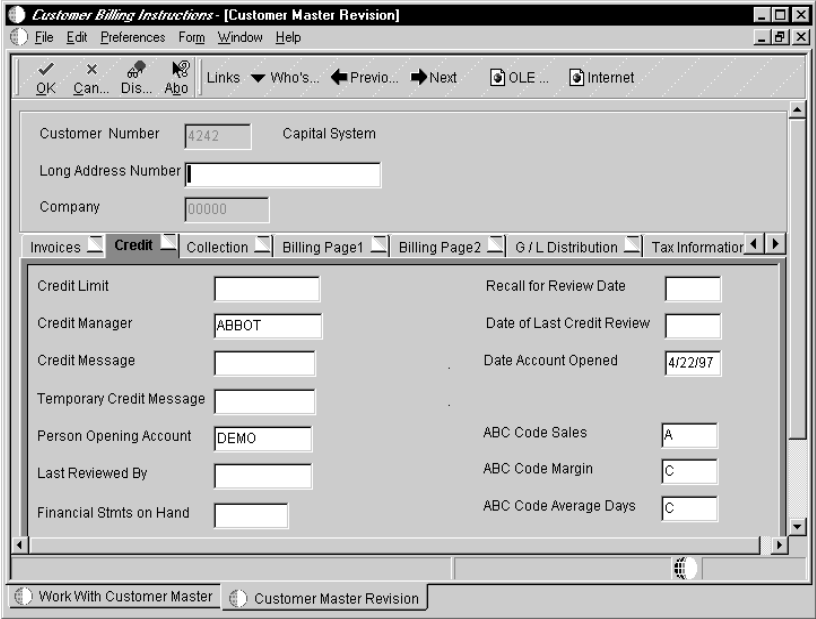 Customer Billing Instructions - [Customer Master Revision]
File Edit Preferences Form Window Help
OK Can... Dis... Abo Links Who's... Previo... Next OLE ... Internet
Customer Number 4242 Capital System
Long Address Number
Company 00000
Invoices Credit Collection Billing Page1 Billing Page2 G / L Distribution Tax Information
Credit Limit Recall for Review Date
Credit Manager ABBOT Date of Last Credit Review
Credit Message Date Account Opened 4/22/97
Temporary Credit Message
Person Opening Account DEMO ABC Code Sales A
Last Reviewed By ABC Code Margin C
Financial Stmts on Hand ABC Code Average Days C
Work With Customer Master Customer Master Revision